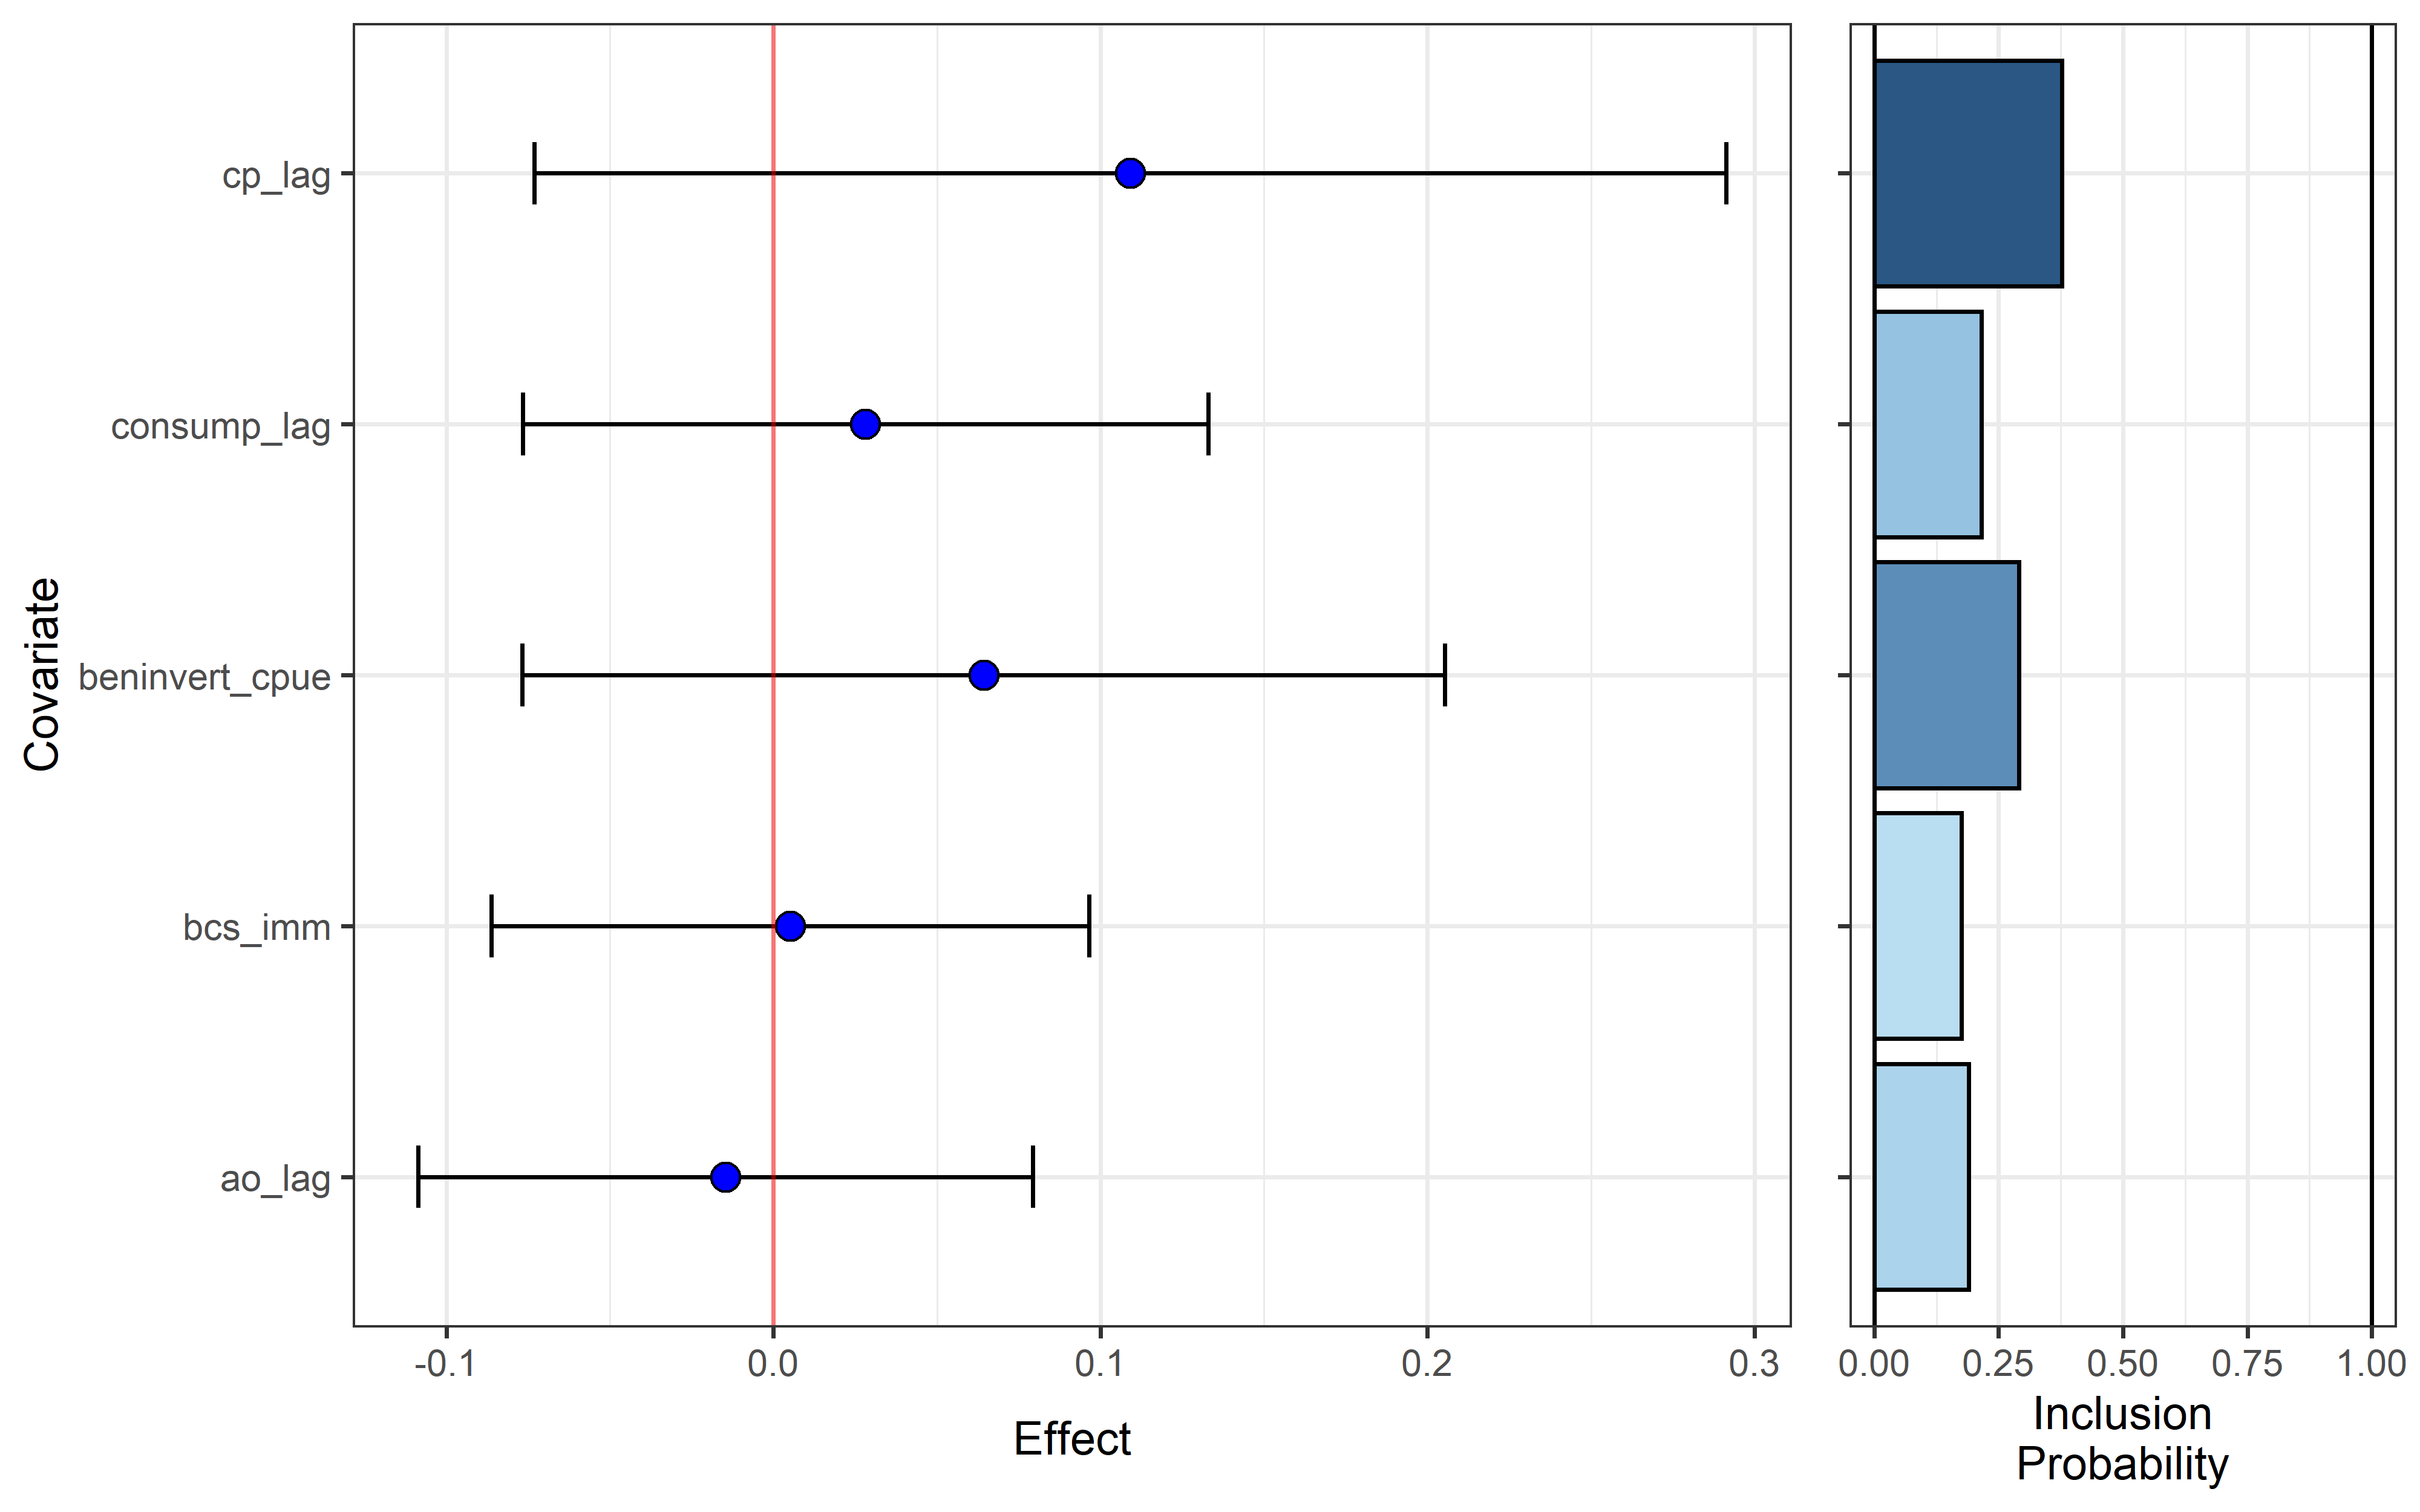 Covariate
cp_lag
consump_lag
beninvert_cpue
bcs_imm
ao_lag
-0.1 0.0 0.1 0.2 0.3
Effect
0.00 0.25 0.50 0.75 1.00
Inclusion
Probability